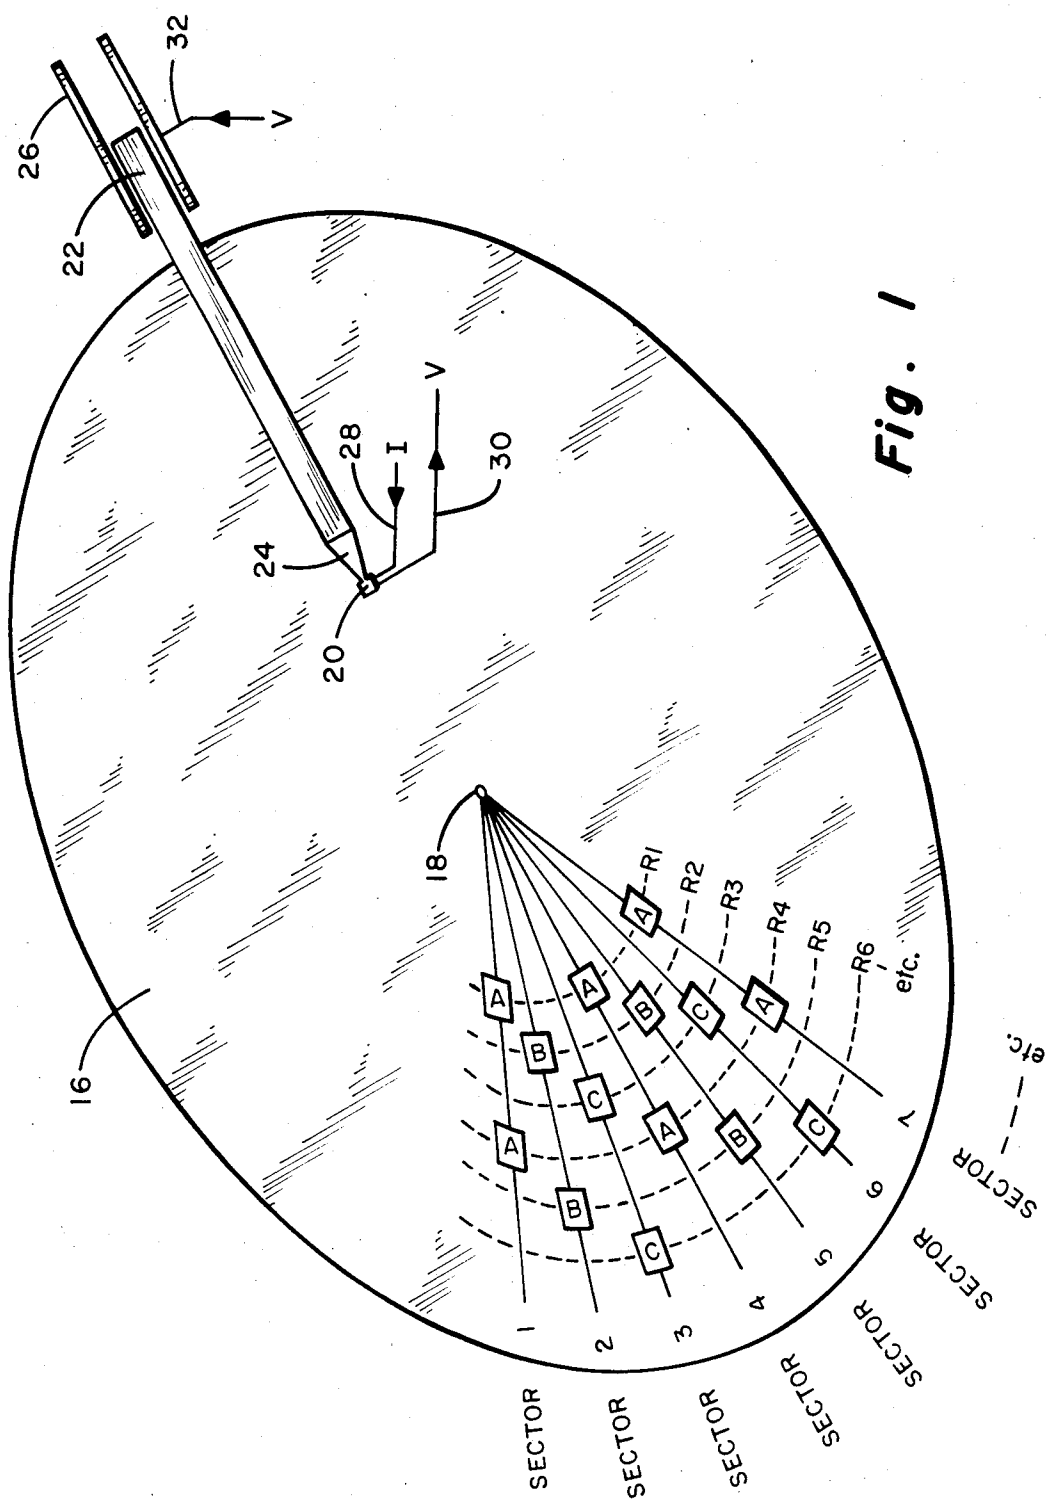 26
32
V
22
24
I
28
V
30
20
18
16
A
A
B
B
C
C
A
A
B
B
C
C
A
A
R1
R2
R3
R4
R5
R6
etc.
1
2
3
4
5
6
7
SECTOR
SECTOR
SECTOR
SECTOR
SECTOR
SECTOR
SECTOR
etc.
Fig. 1